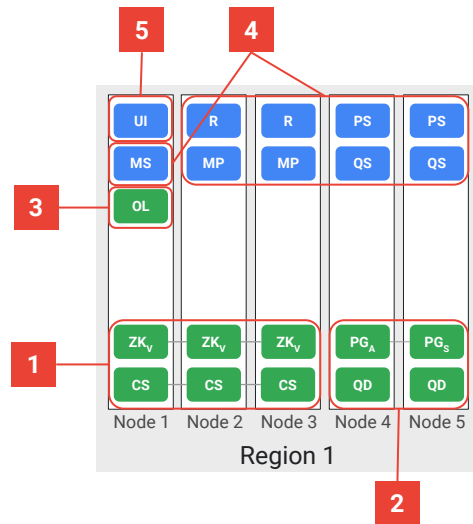 5 4
UI R R PS PS
MS MP MP QS QS
3 OL
1 ZKV ZKV ZKV PGA PGS
CS CS CS QD QD
Node 1 Node 2 Node 3 Node 4 Node 5
Region 1
2